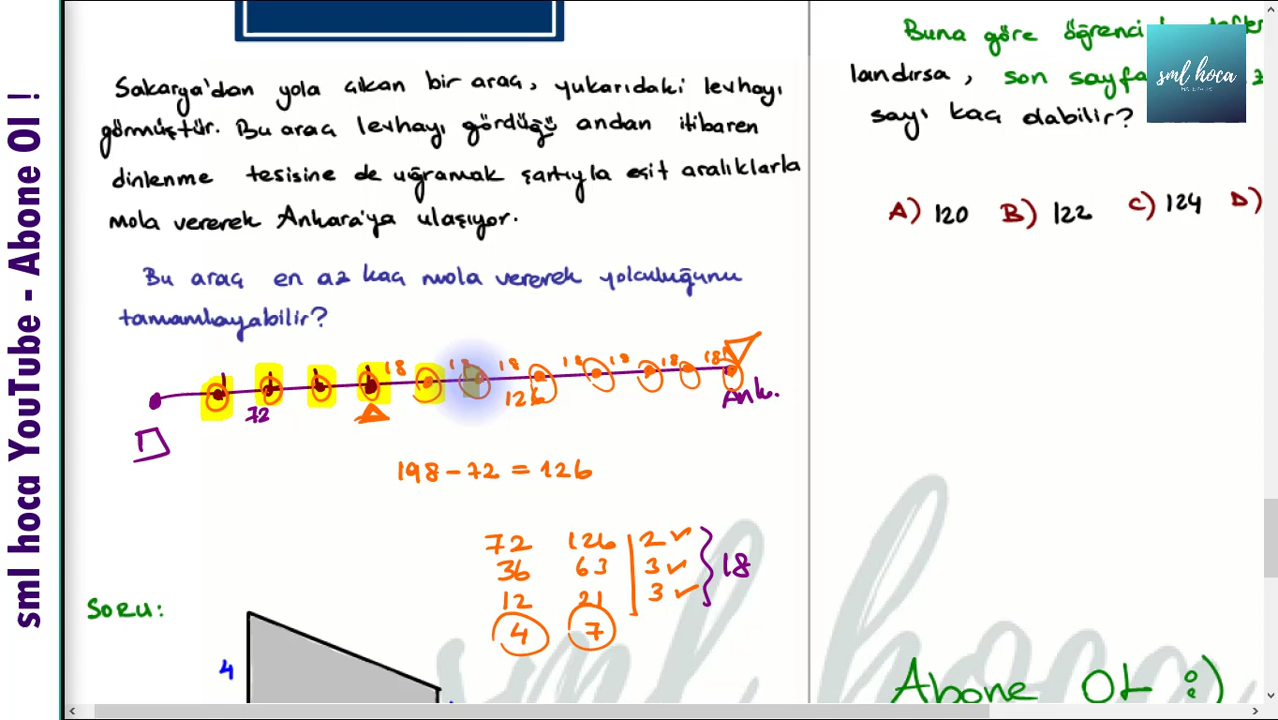 sml hoca YouTube - Abone Ol !
Sakarya'dan yola çıkan bir araç, yukarıdaki levhayı
görmüştür. Bu araç levhayı gördüğü andan itibaren
dinlenme tesisine de uğramak şartıyla eşit aralıklarla
mola vererek Ankara'ya ulaşıyor.
Bu araç en az kaç mola vererek yolculuğunu
tamamlayabilir?
18 18 18 18 18 18 18
72 126 Ank.
198 - 72 = 126
72 126 2
36 63 3
12 21 3
4 7
18
SORU:
4
Buna göre öğrenci
landırsa, son sayfa
sayı kaç olabilir?
A) 120 B) 122 C) 124 D)
sml hoca
sml hoca
Abone Ol :)